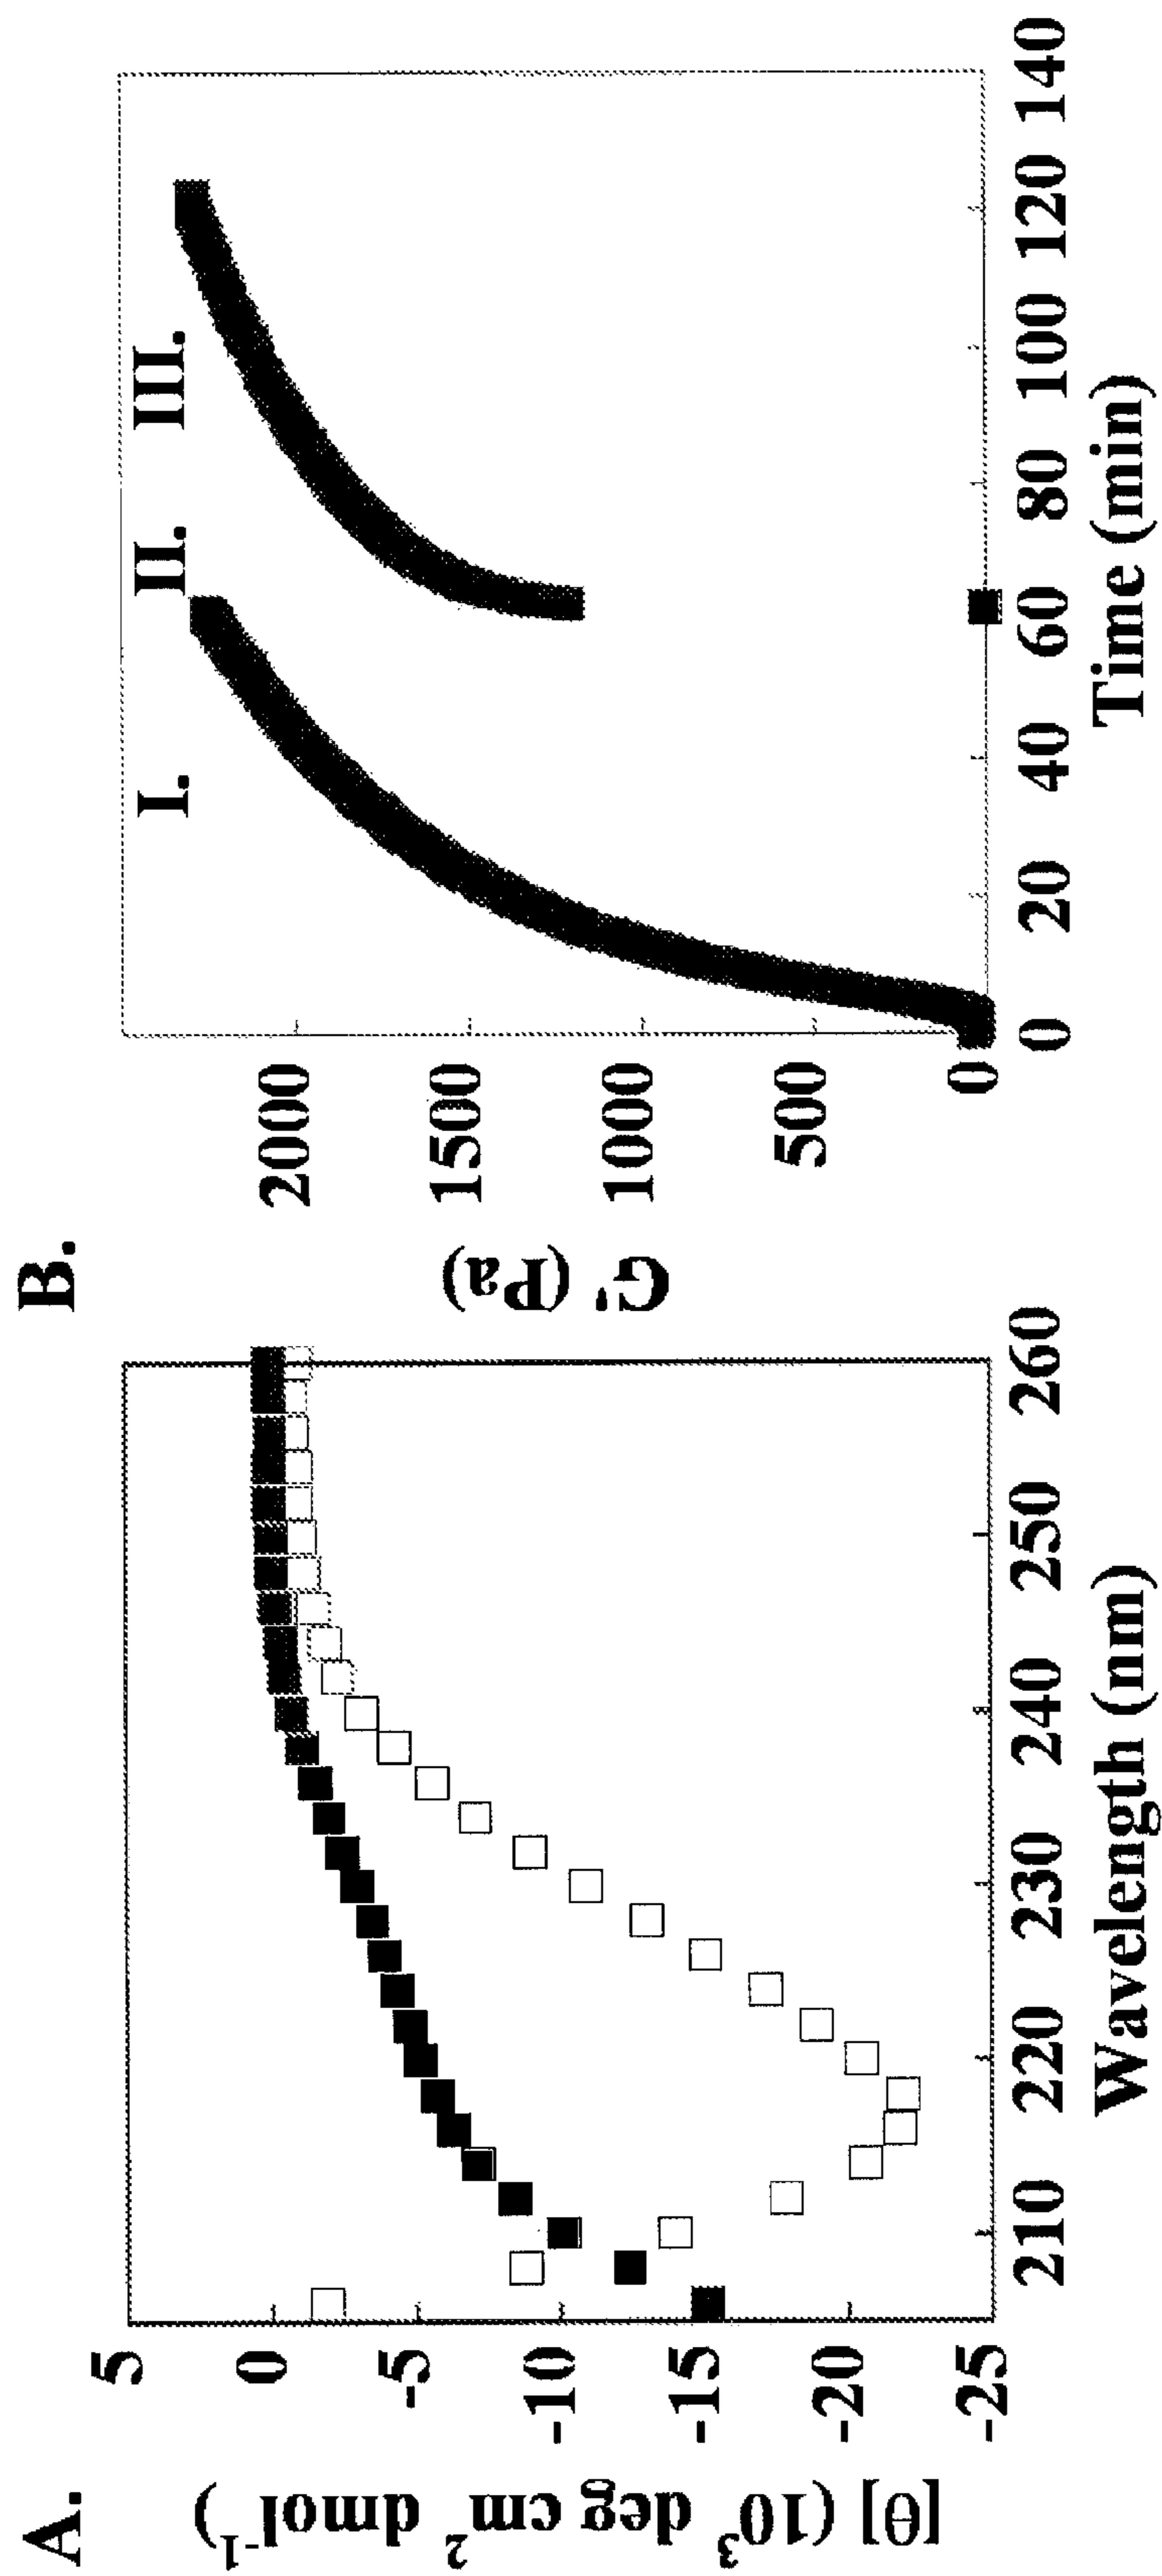 A.
[θ] (10³ deg cm² dmol⁻¹)
5
0
-5
-10
-15
-20
-25
210 220 230 240 250 260
Wavelength (nm)
B.
G' (Pa)
2000
1500
1000
500
0
I. II. III.
0 20 40 60 80 100 120 140
Time (min)